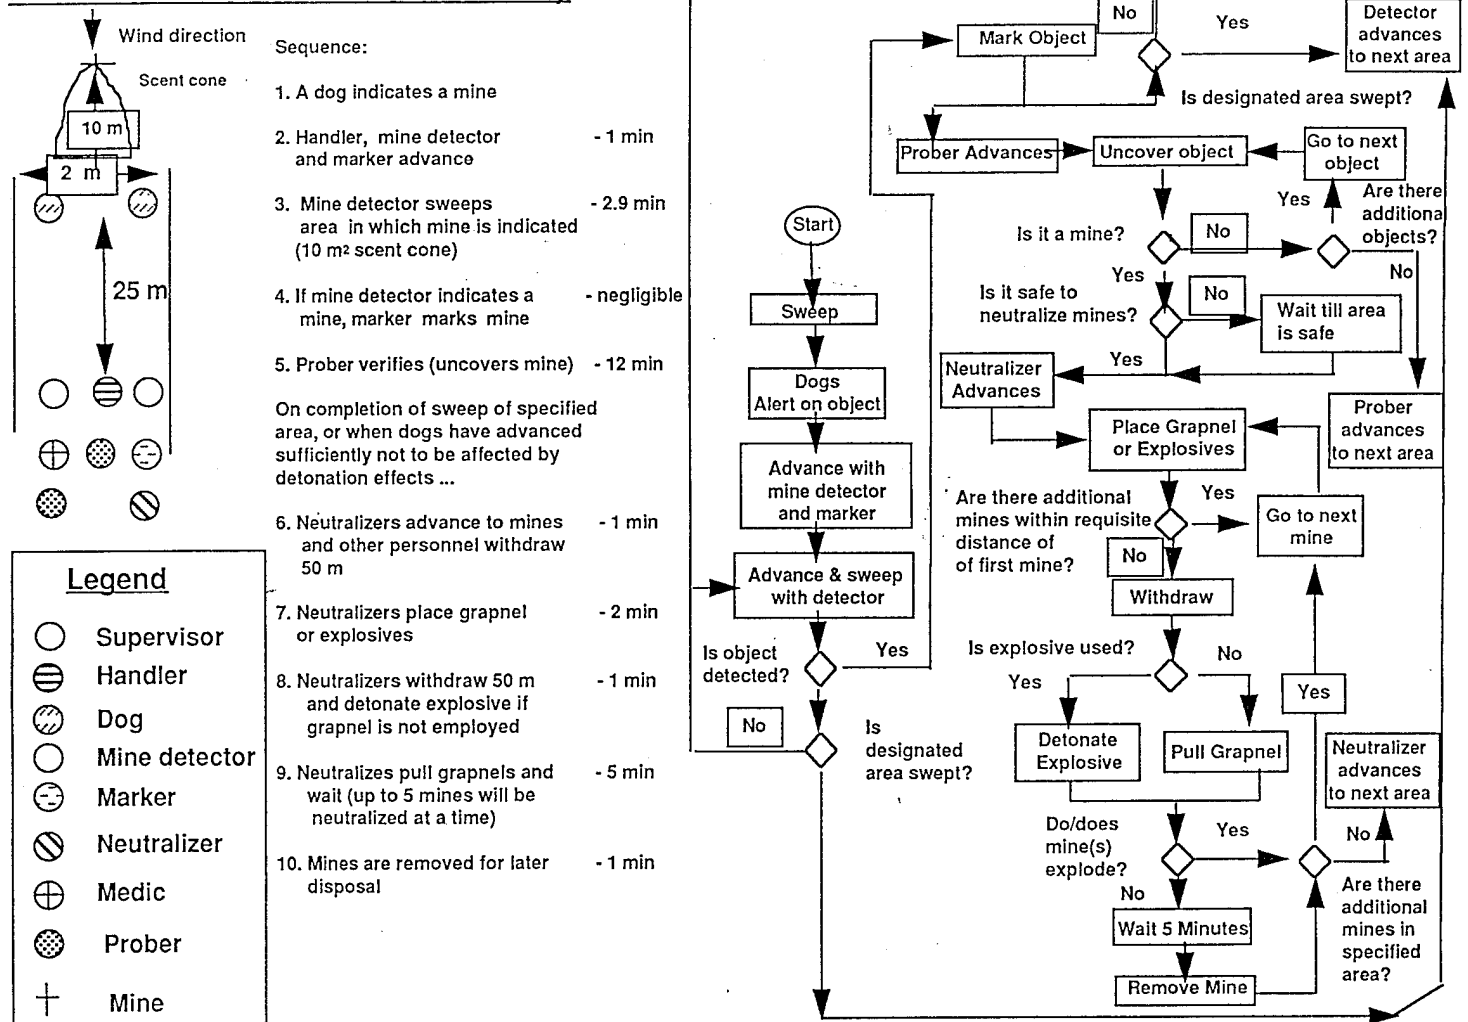 Wind direction
Scent cone
10 m
2 m
25 m
Legend
Supervisor
Handler
Dog
Mine detector
Marker
Neutralizer
Medic
Prober
Mine
Sequence:
1. A dog indicates a mine
2. Handler, mine detector - 1 min
and marker advance
3. Mine detector sweeps - 2.9 min
area in which mine is indicated
(10 m² scent cone)
4. If mine detector indicates a - negligible
mine, marker marks mine
5. Prober verifies (uncovers mine) - 12 min
On completion of sweep of specified
area, or when dogs have advanced
sufficiently not to be affected by
detonation effects ...
6. Neutralizers advance to mines - 1 min
and other personnel withdraw
50 m
7. Neutralizers place grapnel - 2 min
or explosives
8. Neutralizers withdraw 50 m - 1 min
and detonate explosive if
grapnel is not employed
9. Neutralizes pull grapnels and - 5 min
wait (up to 5 mines will be
neutralized at a time)
10. Mines are removed for later - 1 min
disposal
Start
Sweep
Dogs
Alert on object
Advance with
mine detector
and marker
Advance & sweep
with detector
Is object
detected?
Yes
No
Is
designated
area swept?
Mark Object
No
Yes
Detector
advances
to next area
Is designated area swept?
Prober Advances
Uncover object
Go to next
object
Yes
Are there
additional
objects?
Is it a mine?
No
No
Yes
Is it safe to
neutralize mines?
No
Wait till area
is safe
Yes
Neutralizer
Advances
Prober
advances
to next area
Place Grapnel
or Explosives
Are there additional
mines within requisite
distance of
of first mine?
Yes
Go to next
mine
No
Withdraw
Is explosive used?
No
Yes
Yes
Detonate
Explosive
Pull Grapnel
Neutralizer
advances
to next area
Do/does
mine(s)
explode?
Yes
No
No
Are there
additional
mines in
specified
area?
Wait 5 Minutes
Remove Mine